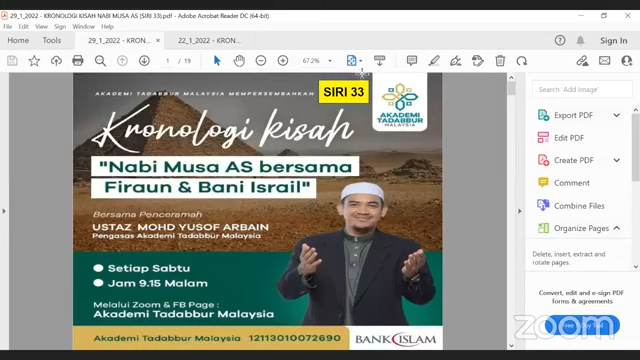 29_1_2022 - KRONOLOGI KISAH NABI MUSA AS (SIRI 33).pdf - Adobe Acrobat Reader DC (64-bit)
File Edit View Sign Window Help
Home Tools 29_1_2022 - KRON... 22_1_2022 - KRON... Sign In
1 / 19 67.2%
AKADEMI TADABBUR MALAYSIA MEMPERSEMBAHKAN
SIRI 33
AKADEMI
TADABBUR
MALAYSIA
Kronologi kisah
"Nabi Musa AS bersama
Firaun & Bani Israil"
Bersama Penceramah
USTAZ MOHD YUSOF ARBAIN
Pengasas Akademi Tadabbur Malaysia
Setiap Sabtu
Jam 9.15 Malam
Melalui Zoom & FB Page :
Akademi Tadabbur Malaysia
Akademi Tadabbur Malaysia 12113010072690 BANK ISLAM
Search 'Add Image'
Export PDF
Edit PDF
Create PDF
Comment
Combine Files
Organize Pages
Delete, insert, extract and
rotate pages.
Convert, edit and e-sign PDF
forms & agreements
Free 7-Day Trial
zoom